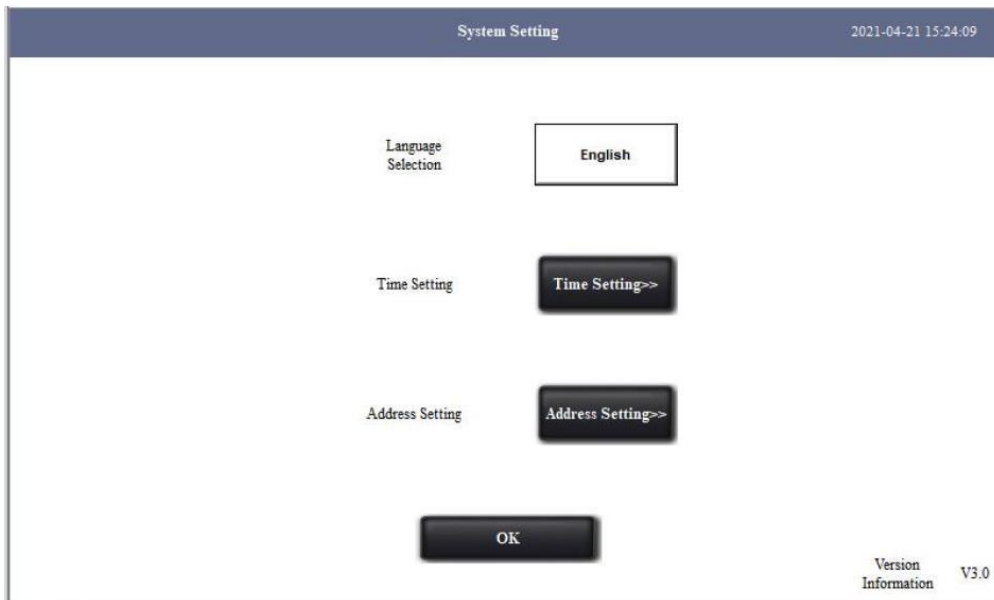 System Setting
2021-04-21 15:24:09
Language
Selection
English
Time Setting
Time Setting>>
Address Setting
Address Setting>>
OK
Version
Information
V3.0